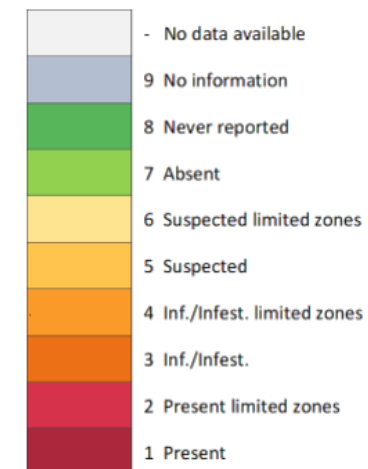 - No data available
9 No information
8 Never reported
7 Absent
6 Suspected limited zones
5 Suspected
4 Inf./Infest. limited zones
3 Inf./Infest.
2 Present limited zones
1 Present